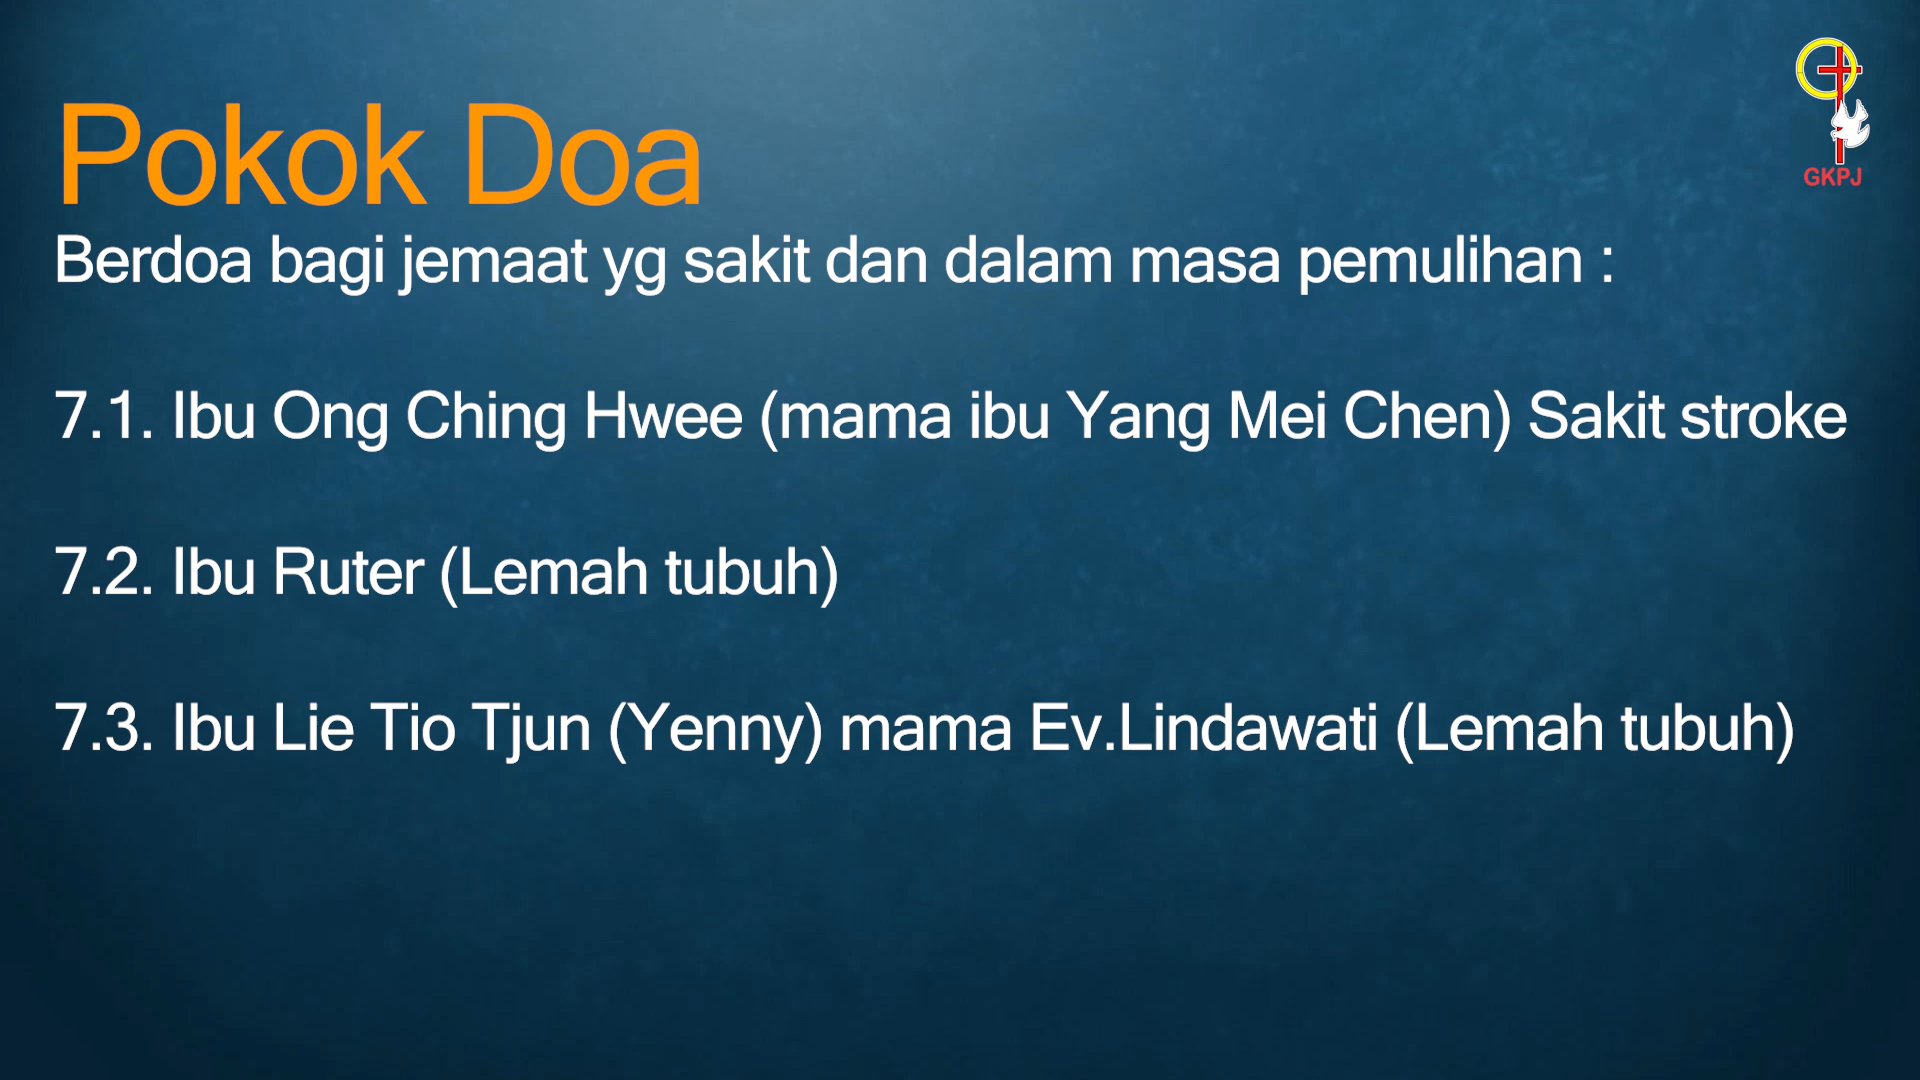 GKPJ
Pokok Doa
Berdoa bagi jemaat yg sakit dan dalam masa pemulihan :
7.1. Ibu Ong Ching Hwee (mama ibu Yang Mei Chen) Sakit stroke
7.2. Ibu Ruter (Lemah tubuh)
7.3. Ibu Lie Tio Tjun (Yenny) mama Ev.Lindawati (Lemah tubuh)